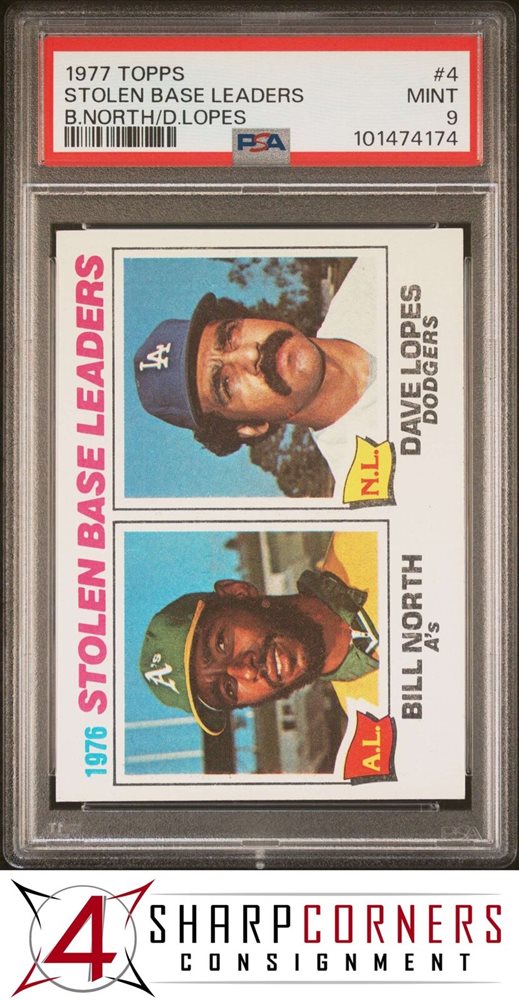 1977 TOPPS #4
STOLEN BASE LEADERS MINT
B.NORTH/D.LOPES 9
PSA 101474174
1976 STOLEN BASE LEADERS
A's
A.L.
BILL NORTH
A's
LA
N.L.
DAVE LOPES
DODGERS
PSA
4 SHARPCORNERS
CONSIGNMENT